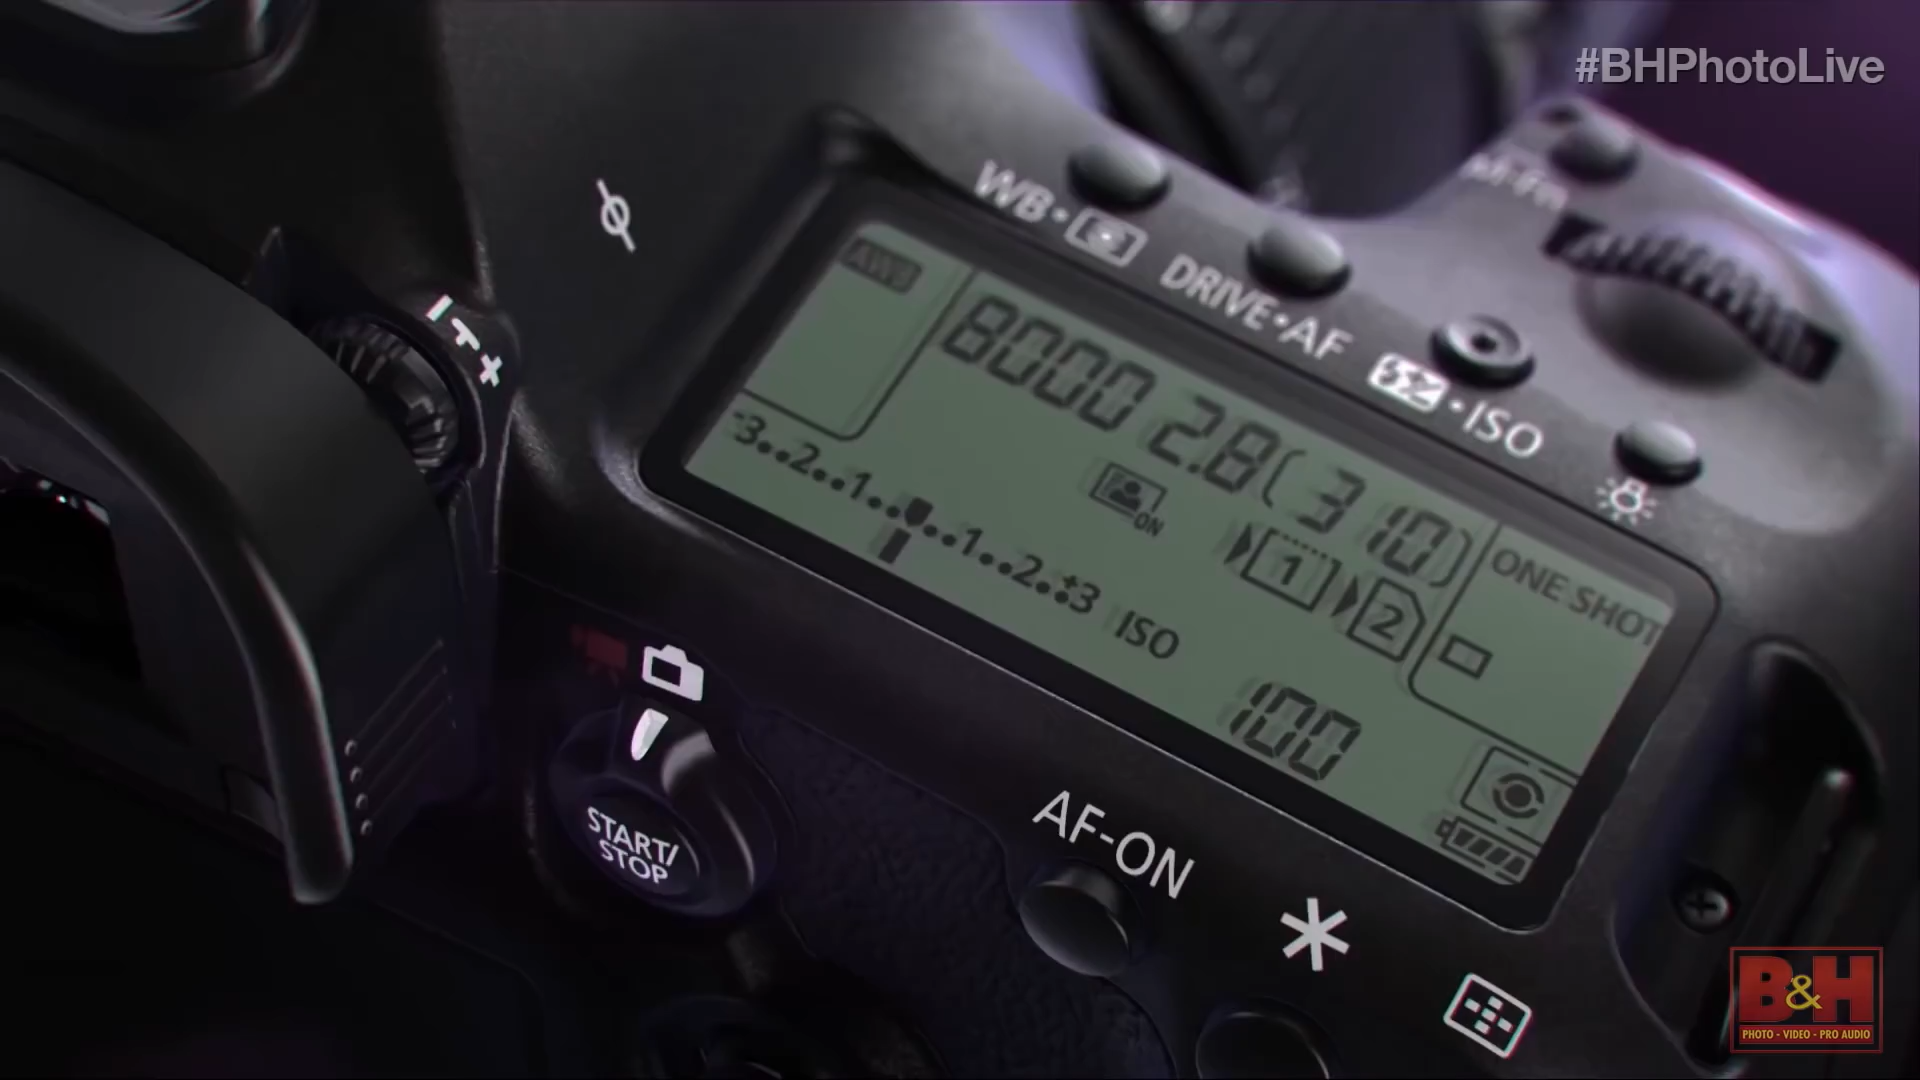 #BHPhotoLive
M-Fn
WB•
DRIVE•AF
•ISO
AWB
8000 2.8 (310)
ONE SHOT
-3..2..1..▼..1..2..+3
ON
1
2
ISO
100
START/
STOP
AF-ON
*
B&H
PHOTO - VIDEO - PRO AUDIO